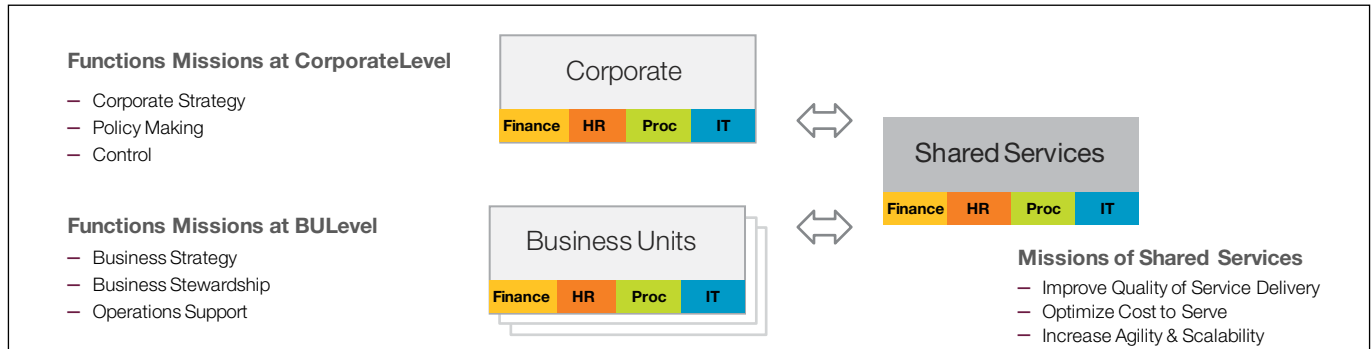 Functions Missions at CorporateLevel
– Corporate Strategy
– Policy Making
– Control
Corporate
Finance HR Proc IT
Functions Missions at BULevel
– Business Strategy
– Business Stewardship
– Operations Support
Business Units
Finance HR Proc IT
Shared Services
Finance HR Proc IT
Missions of Shared Services
– Improve Quality of Service Delivery
– Optimize Cost to Serve
– Increase Agility & Scalability